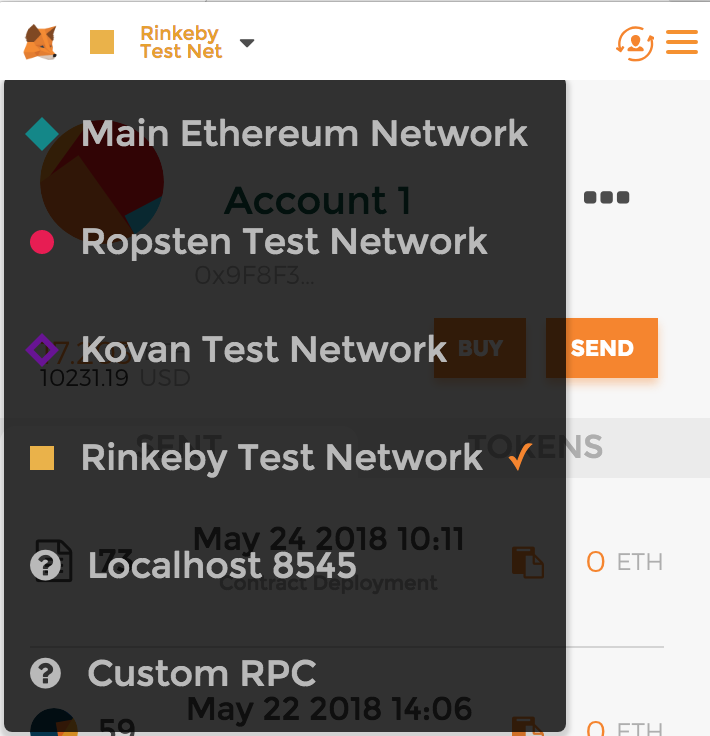 Rinkeby
Test Net
Main Ethereum Network
Account 1
Ropsten Test Network
0x9F8F3...
Kovan Test Network
BUY
SEND
10231.19 USD
SENT
TOKENS
Rinkeby Test Network
May 24 2018 10:11
73
Localhost 8545
0 ETH
Contract Deployment
Custom RPC
May 22 2018 14:06
59
0 ETH